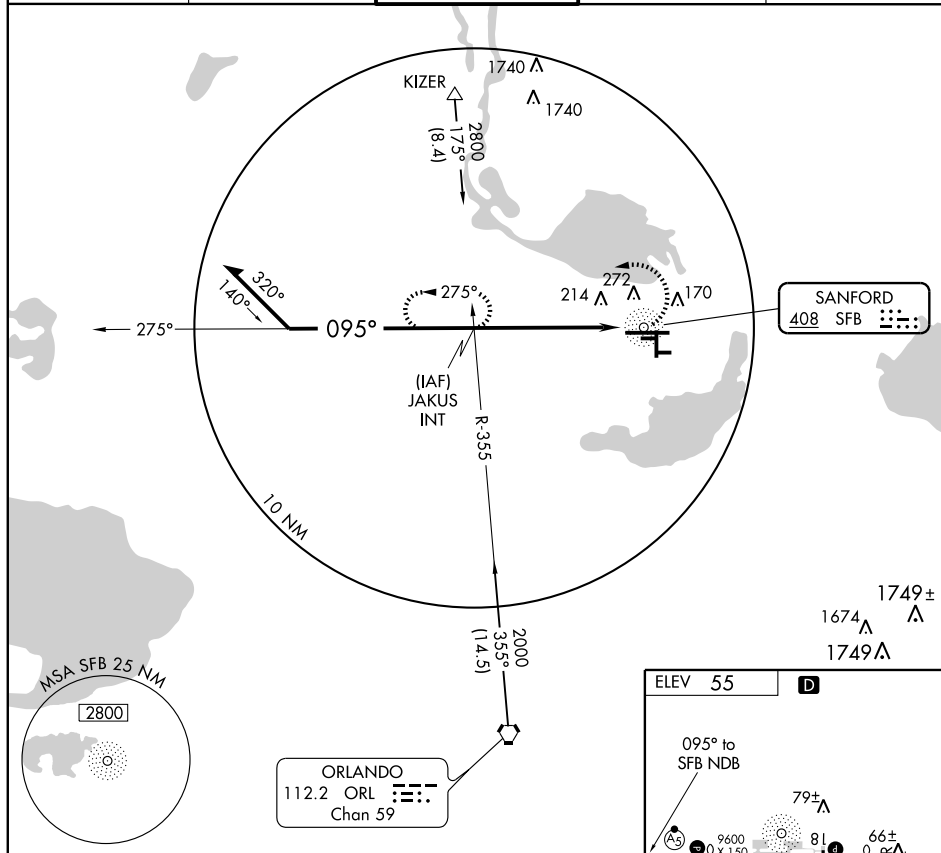 1740
KIZER
1740
2800
175°
(8.4)
320°
140°
275°
272
214
170
SANFORD
408 SFB
275°
095°
(IAF)
JAKUS
INT
R-355
10 NM
1749±
1674
1749
2000
355°
(14.5)
MSA SFB 25 NM
2800
ELEV 55
D
095° to
SFB NDB
ORLANDO
112.2 ORL
Chan 59
79±
A5
P
9600
X 150
18
P
66±